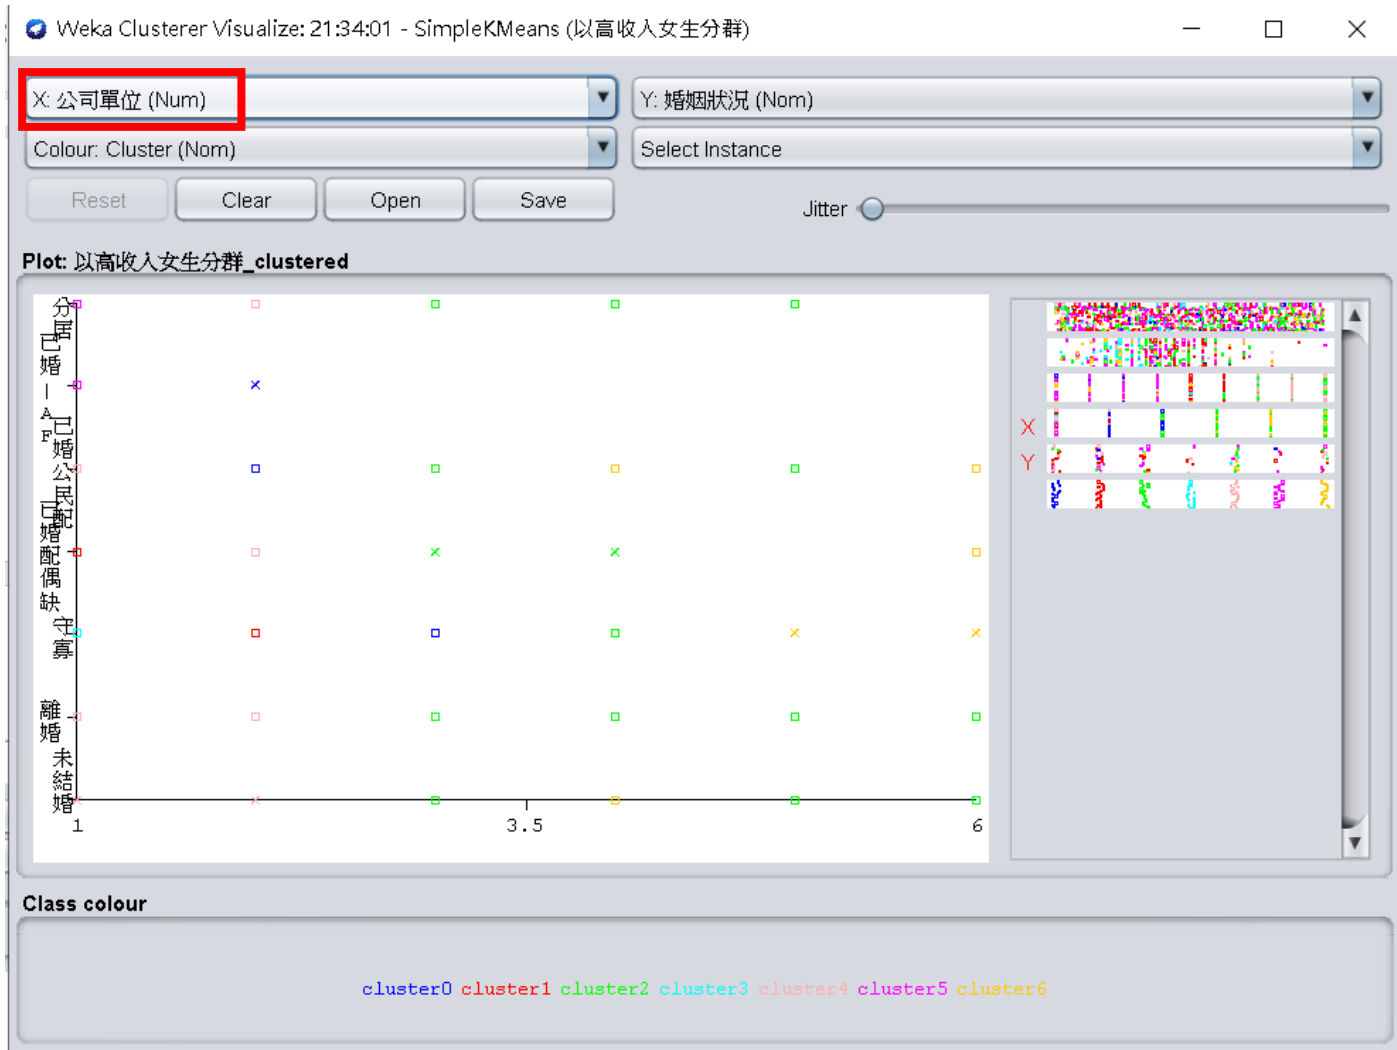 Weka Clusterer Visualize: 21:34:01 - SimpleKMeans (以高收入女生分群)
X: 公司單位 (Num)
Y: 婚姻狀況 (Nom)
Colour: Cluster (Nom)
Select Instance
Reset
Clear
Open
Save
Jitter
Plot: 以高收入女生分群_clustered
分居
已婚-AF
已婚公民配
已婚配偶缺
守寡
離婚
未結婚
1
3.5
6
X
Y
Class colour
cluster0 cluster1 cluster2 cluster3 cluster4 cluster5 cluster6